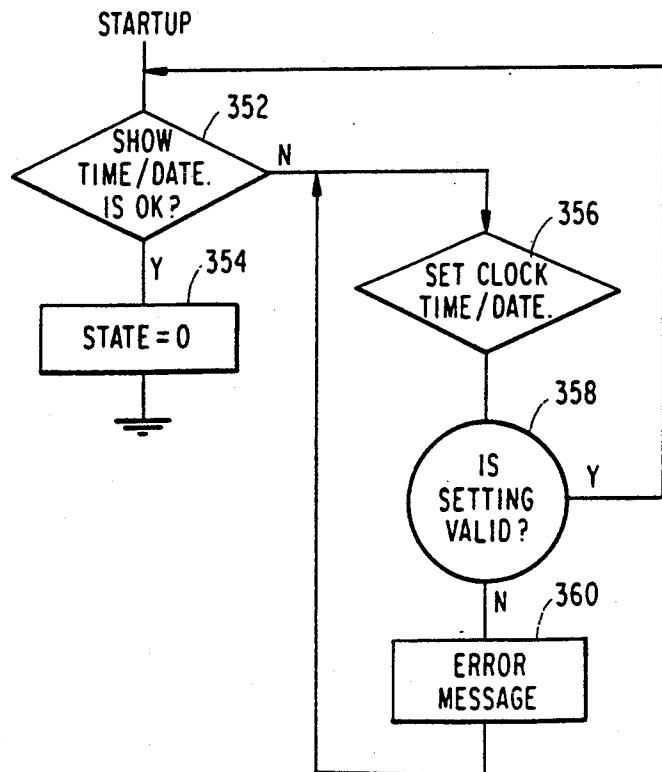 STARTUP
352
SHOW
TIME/DATE.
IS OK?
N
Y
354
STATE=0
356
SET CLOCK
TIME/DATE.
358
IS
SETTING
VALID?
Y
N
360
ERROR
MESSAGE